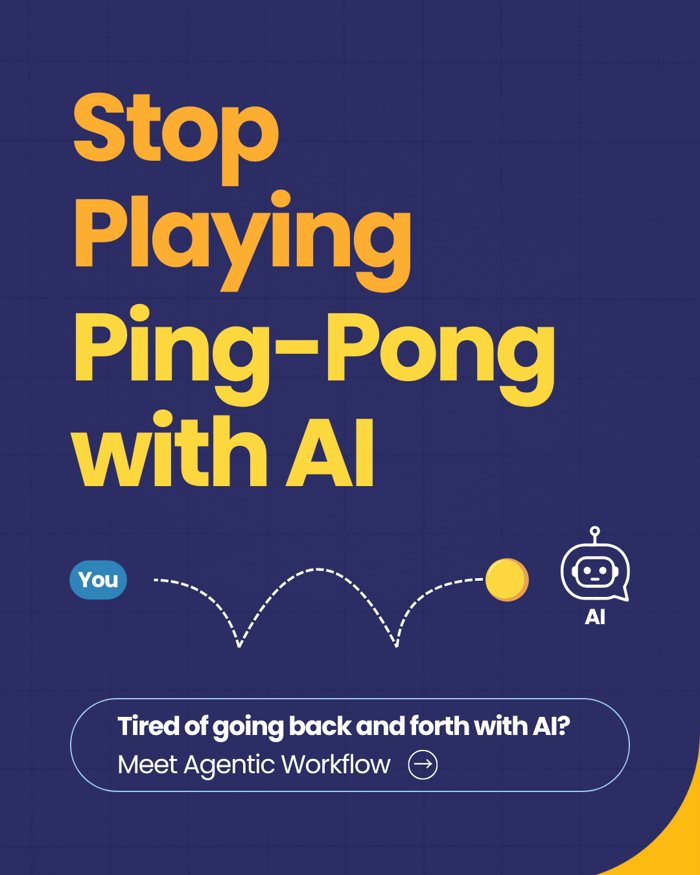 Stop
Playing
Ping-Pong
with AI
You
AI
Tired of going back and forth with AI?
Meet Agentic Workflow